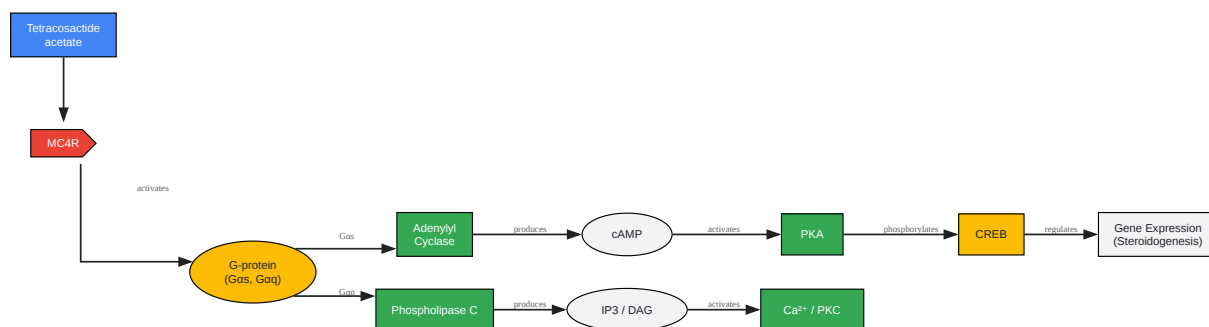 Tetracosactide
acetate
MC4R
activates
G-protein
(Gαs, Gαq)
Gαs
Adenylyl
Cyclase
produces
cAMP
activates
PKA
phosphorylates
CREB
regulates
Gene Expression
(Steroidogenesis)
Gαq
Phospholipase C
produces
IP3 / DAG
activates
Ca²⁺ / PKC